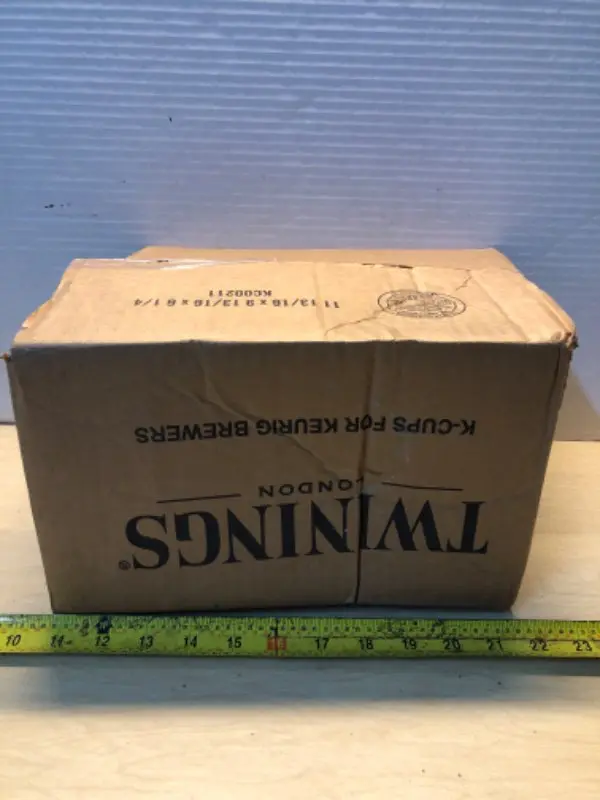 TWININGS®
LONDON
K-CUPS FOR KEURIG BREWERS
KC00211
11 13/16 x 9 13/16 x 6 1/4
10 11 12 13 14 15 16 17 18 19 20 21 22 23